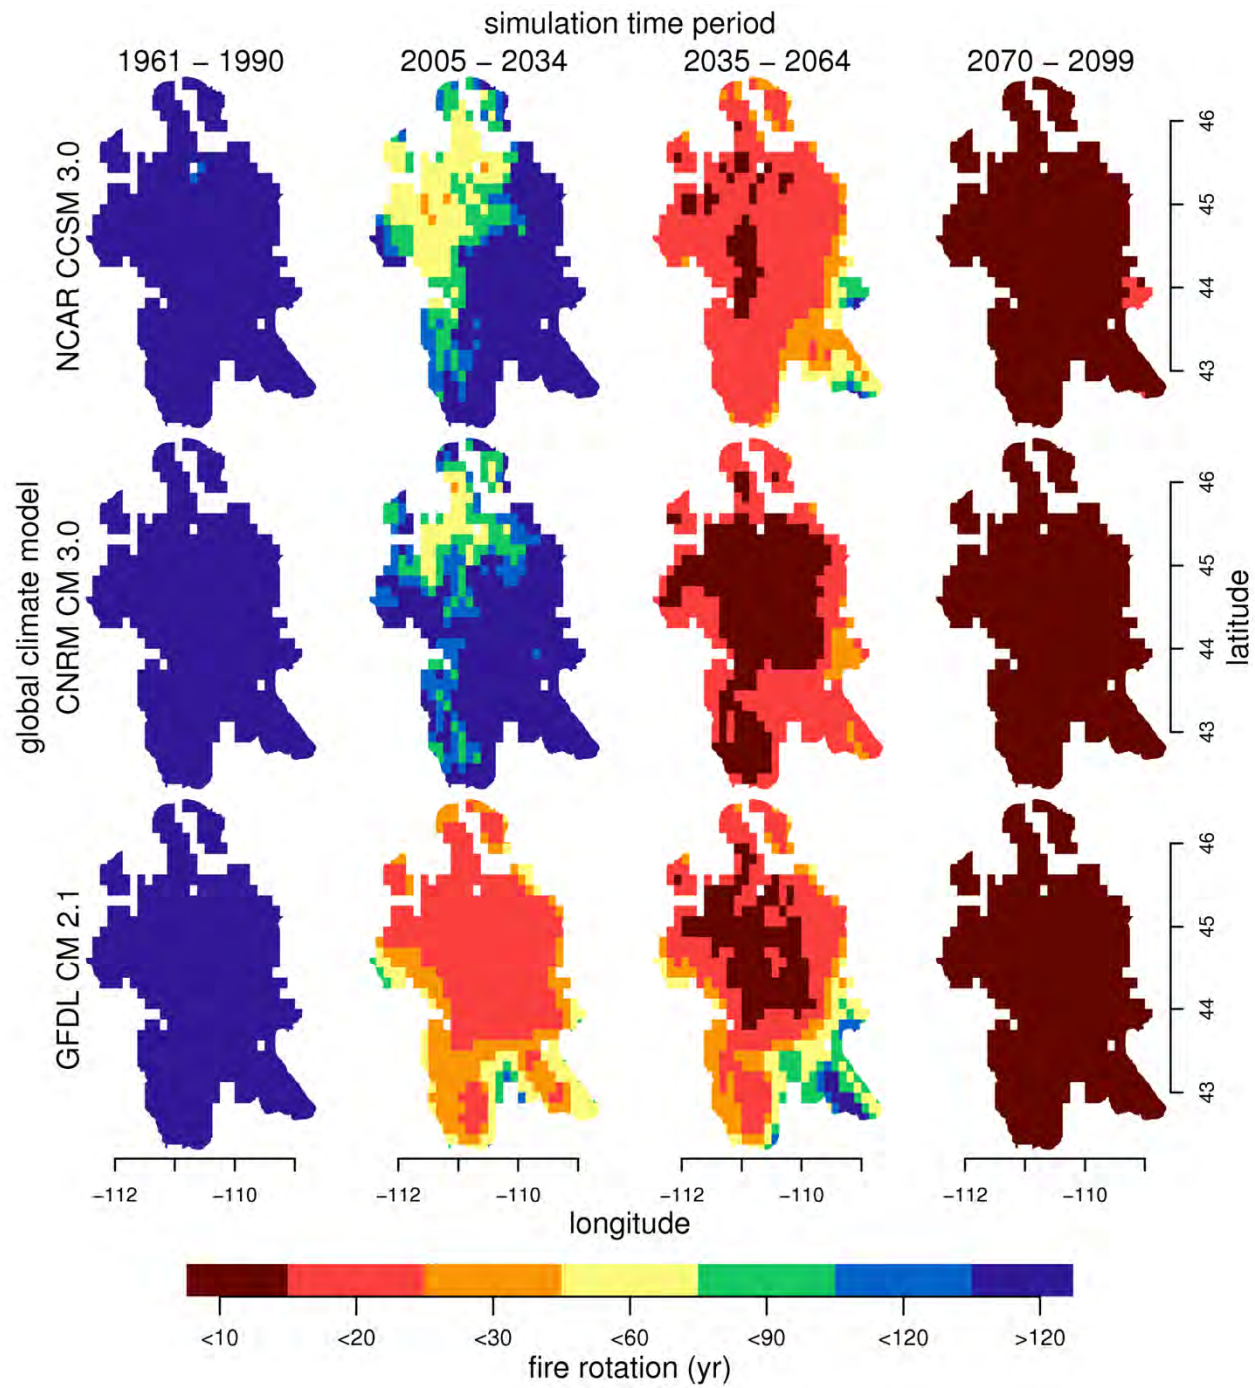 simulation time period
1961 – 1990
2005 – 2034
2035 – 2064
2070 – 2099
global climate model
NCAR CCSM 3.0
46
45
44
43
CNRM CM 3.0
46
45
44
43
latitude
GFDL CM 2.1
46
45
44
43
−112
−110
−112
−110
−112
−110
−112
−110
longitude
<10
<20
<30
<60
<90
<120
>120
fire rotation (yr)